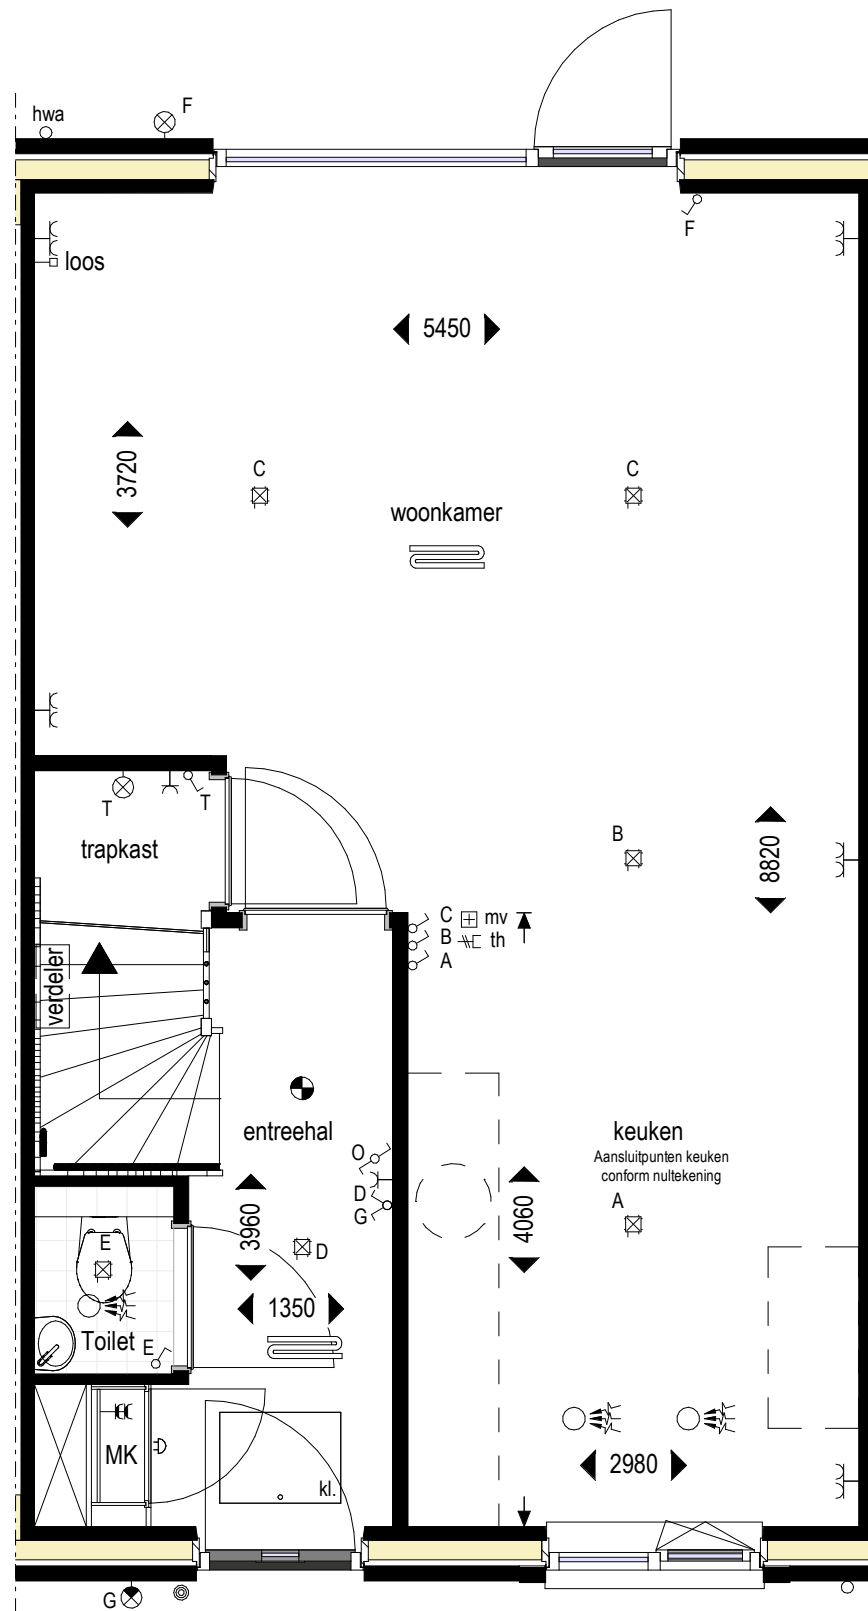 F
hwa
F
loos
5450
3720
C
C
woonkamer
T
T
trapkast
B
8820
C mv
B th
A
verdeler
entreehal
keuken
Aansluitpunten keuken
conform nultekening
O
D
G
A
3960
4060
E
D
1350
Toilet
E
MK
2980
kl.
G